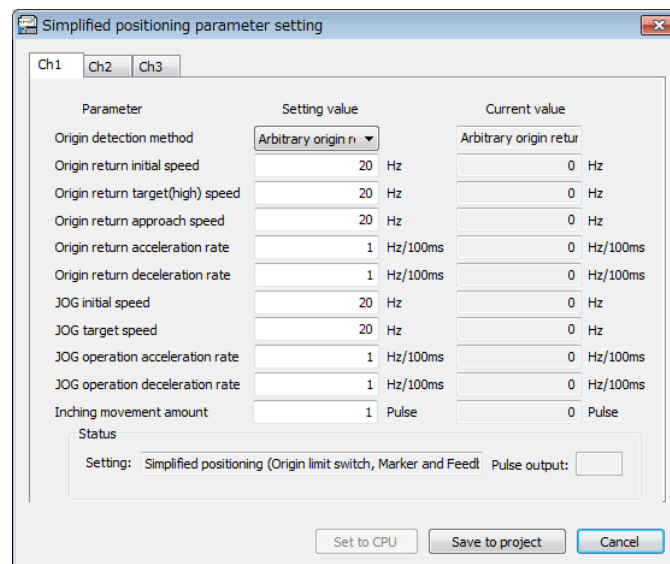 Simplified positioning parameter setting
Ch1 Ch2 Ch3
Parameter Setting value Current value
Origin detection method Arbitrary origin r Arbitrary origin retur
Origin return initial speed 20 Hz 0 Hz
Origin return target(high) speed 20 Hz 0 Hz
Origin return approach speed 20 Hz 0 Hz
Origin return acceleration rate 1 Hz/100ms 0 Hz/100ms
Origin return deceleration rate 1 Hz/100ms 0 Hz/100ms
JOG initial speed 20 Hz 0 Hz
JOG target speed 20 Hz 0 Hz
JOG operation acceleration rate 1 Hz/100ms 0 Hz/100ms
JOG operation deceleration rate 1 Hz/100ms 0 Hz/100ms
Inching movement amount 1 Pulse 0 Pulse
Status
Setting: Simplified positioning (Origin limit switch, Marker and Feedb Pulse output:
Set to CPU Save to project Cancel